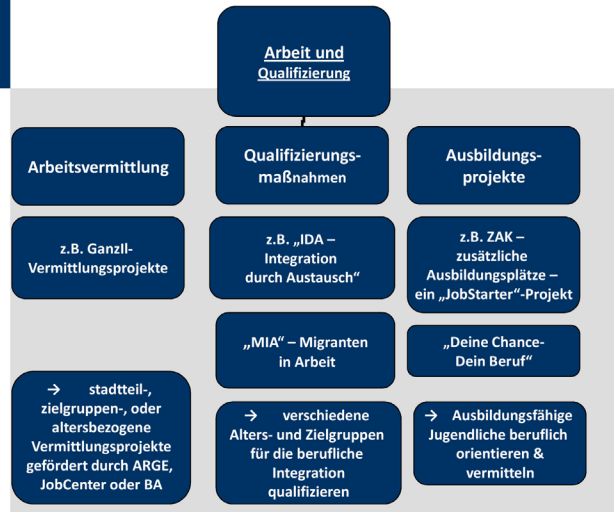 Arbeit und
Qualifizierung
Arbeitsvermittlung
z.B. GanzIl-
Vermittlungsprojekte
→ stadtteil-,
zielgruppen-, oder
altersbezogene
Vermittlungsprojekte
gefördert durch ARGE,
JobCenter oder BA
Qualifizierungs-
maßnahmen
z.B. „IDA –
Integration
durch Austausch“
„MIA“ – Migranten
in Arbeit
→ verschiedene
Alters- und Zielgruppen
für die berufliche
Integration
qualifizieren
Ausbildungs-
projekte
z.B. ZAK –
zusätzliche
Ausbildungsplätze –
ein „JobStarter“-Projekt
„Deine Chance-
Dein Beruf“
→ Ausbildungsfähige
Jugendliche beruflich
orientieren &
vermitteln